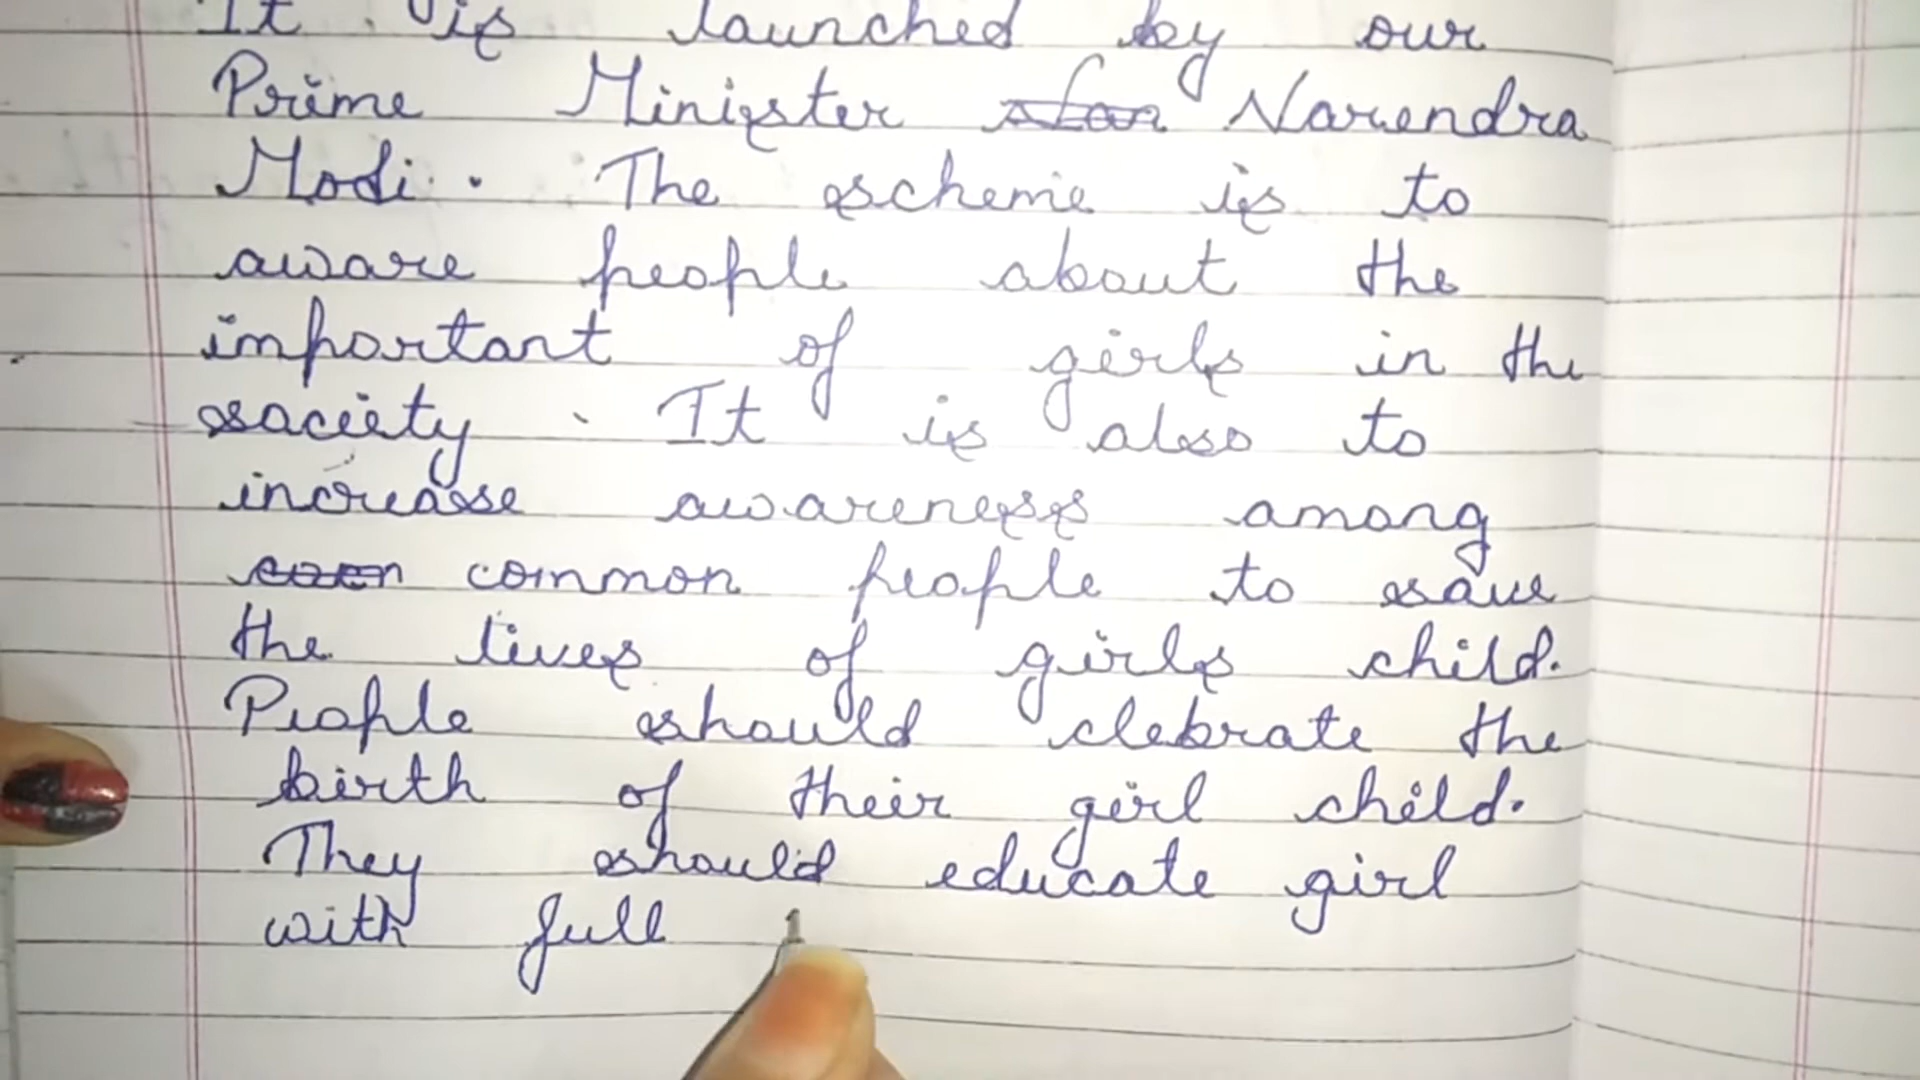 It is launched by our
Prime Minister Narendra
Modi. The scheme is to
aware people about the
important of girls in the
society. It is also to
increase awareness among
common people to save
the lives of girls child.
People should clebrate the
birth of their girl child.
They should educate girl
with full